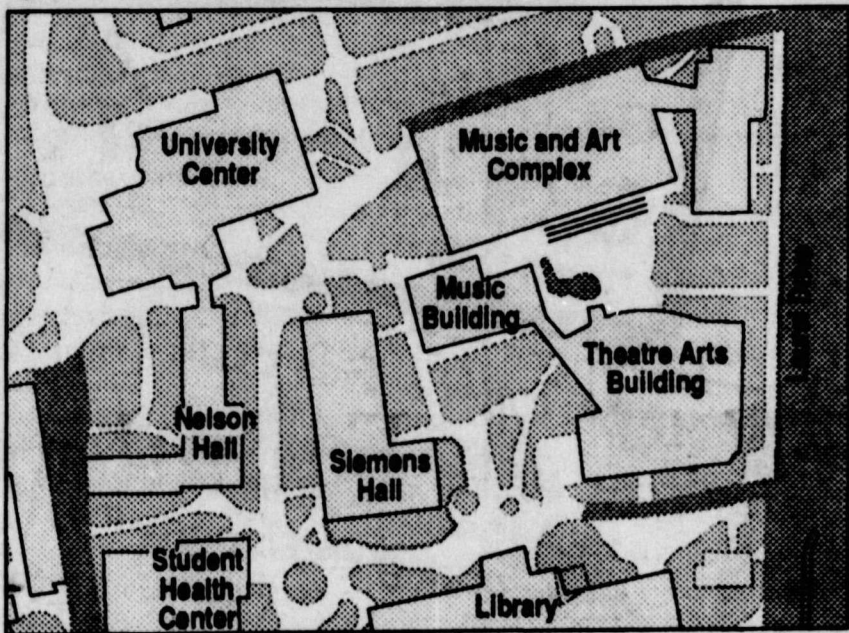 University
Center
Music and Art
Complex
Music
Building
Theatre Arts
Building
Nelson
Hall
Siemens
Hall
Student
Health
Center
Library